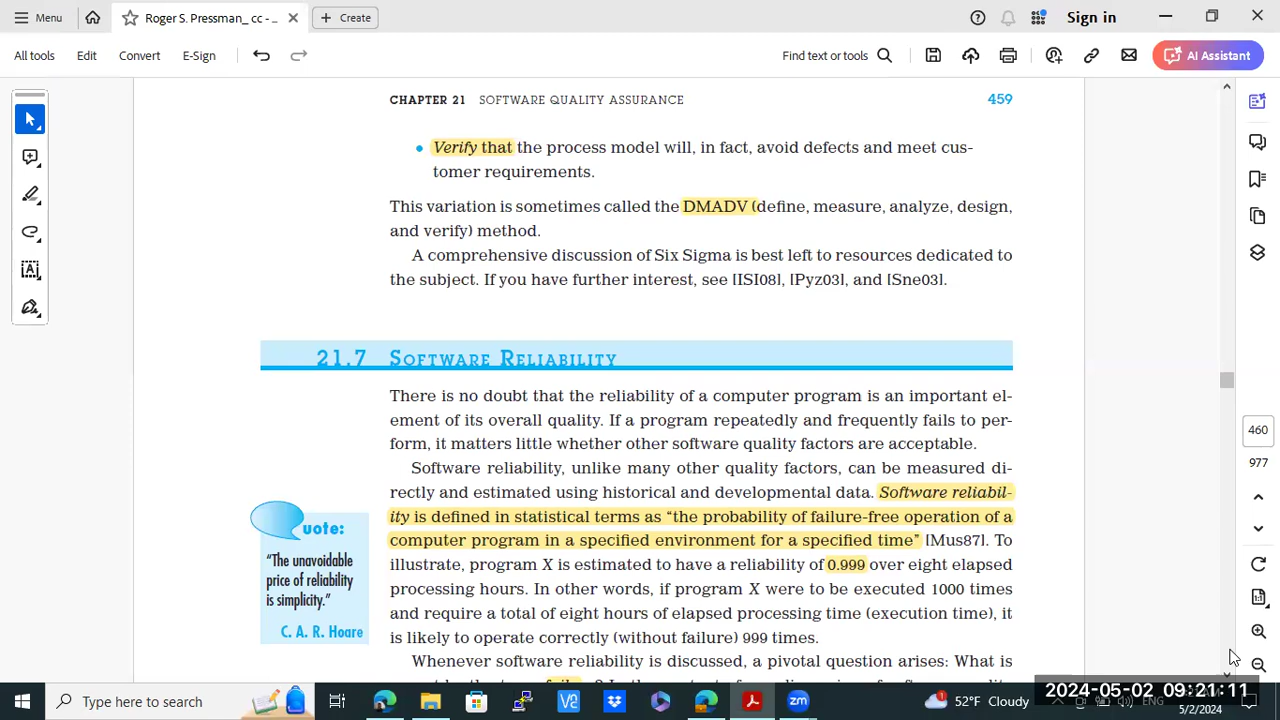 Menu
Roger S. Pressman_ cc - ...
Create
Sign in
All tools
Edit
Convert
E-Sign
Find text or tools
AI Assistant
CHAPTER 21 SOFTWARE QUALITY ASSURANCE 459
• Verify that the process model will, in fact, avoid defects and meet cus-
tomer requirements.
This variation is sometimes called the DMADV (define, measure, analyze, design,
and verify) method.
A comprehensive discussion of Six Sigma is best left to resources dedicated to
the subject. If you have further interest, see [ISI08], [Pyz03], and [Sne03].
21.7 SOFTWARE RELIABILITY
There is no doubt that the reliability of a computer program is an important el-
ement of its overall quality. If a program repeatedly and frequently fails to per-
form, it matters little whether other software quality factors are acceptable.
Software reliability, unlike many other quality factors, can be measured di-
rectly and estimated using historical and developmental data. Software reliabil-
ity is defined in statistical terms as “the probability of failure-free operation of a
computer program in a specified environment for a specified time” [Mus87]. To
illustrate, program X is estimated to have a reliability of 0.999 over eight elapsed
processing hours. In other words, if program X were to be executed 1000 times
and require a total of eight hours of elapsed processing time (execution time), it
is likely to operate correctly (without failure) 999 times.
Whenever software reliability is discussed, a pivotal question arises: What is
uote:
“The unavoidable
price of reliability
is simplicity.”
C. A. R. Hoare
460
977
Type here to search
1
52°F Cloudy
ENG
2024-05-02 09:21:11
5/2/2024